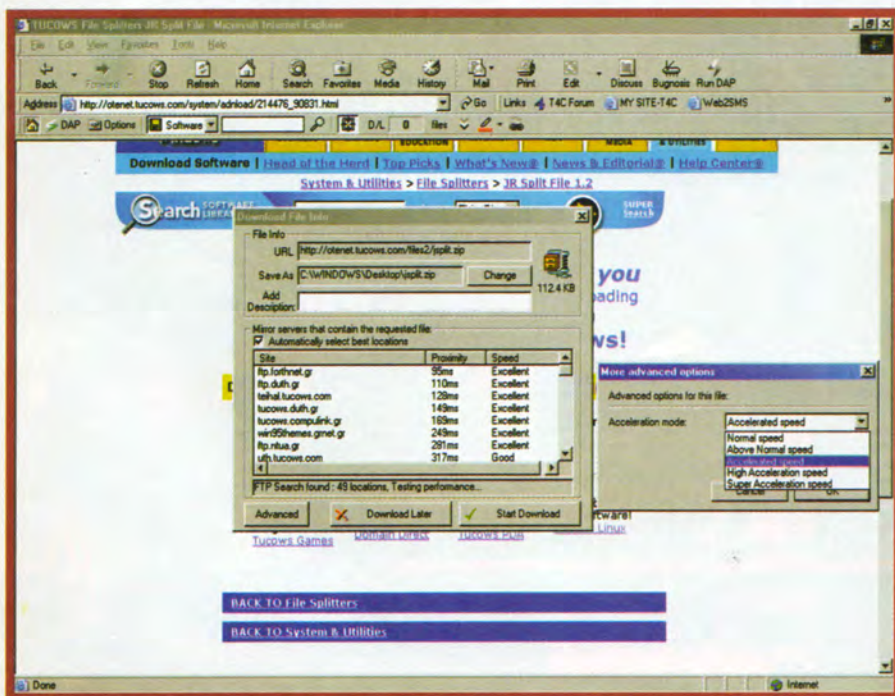 TUCOWS File Splitters JR Split File - Microsoft Internet Explorer
File Edit View Favorites Tools Help
Back Forward Stop Refresh Home Search Favorites Media History Mail Print Edit Discuss Bugnosis Run DAP
Address http://otenet.tucows.com/system/adnload/214476_90831.html Go Links T4C Forum MY SITE-T4C Web2SMS
DAP Options Software D/L 0 files
EDUCATION MEDIA & UTILITIES
Download Software | Head of the Herd | Top Picks | What's New® | News & Editorial® | Help Center®
System & Utilities > File Splitters > JR Split File 1.2
Search SOFTWARE SUPER Search
Download File Info
File Info
URL http://otenet.tucows.com/files2/jsplit.zip
Save As C:\WINDOWS\Desktop\jsplit.zip Change
112.4 KB
Add Description:
you
ading
Mirror servers that contain the requested file:
Automatically select best locations
ws!
Site Proximity Speed
ftp.forthnet.gr 95ms Excellent
ftp.duth.gr 110ms Excellent
teihal.tucows.com 128ms Excellent
tucows.duth.gr 149ms Excellent
tucows.compulink.gr 169ms Excellent
win95themes.grnet.gr 249ms Excellent
ftp.ntua.gr 281ms Excellent
uth.tucows.com 317ms Good
FTP Search found : 49 locations, Testing performance...
Advanced Download Later Start Download
More advanced options
Advanced options for this file:
Acceleration mode: Accelerated speed
Normal speed
Above Normal speed
Accelerated speed
High Acceleration speed
Super Acceleration speed
Cancel OK
tware!
Tucows Games Domain Direct Tucows PDA Linux
BACK TO File Splitters
BACK TO System & Utilities
Done Internet